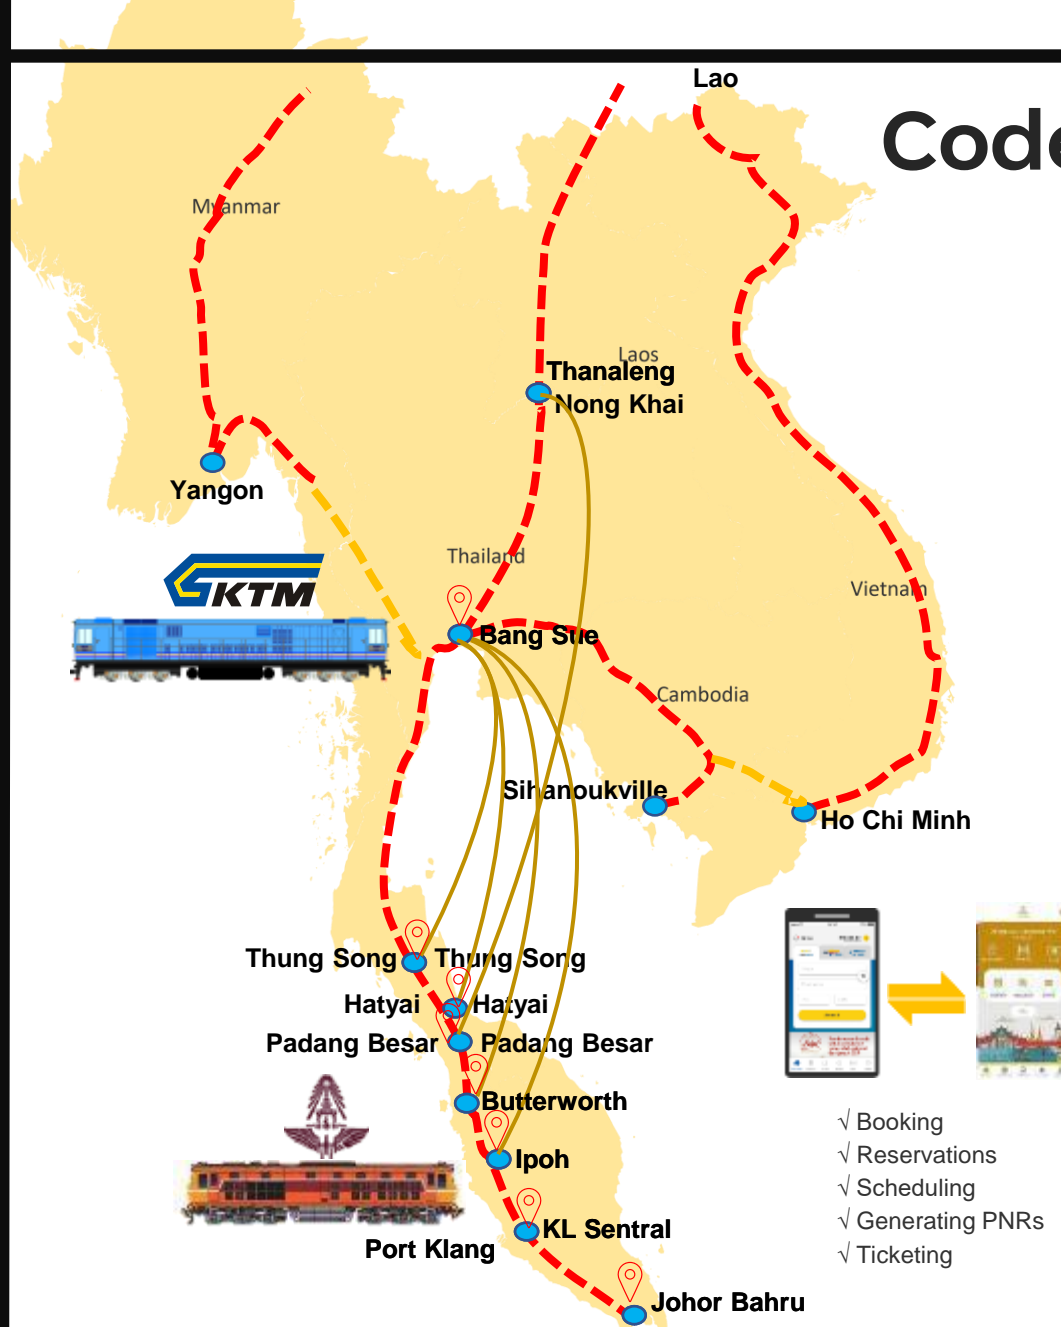 Lao
Code
Myanmar
Laos
Thanaleng
Nong Khai
Yangon
Thailand
KTM
Vietnam
Bang Sue
Cambodia
Sihanoukville
Ho Chi Minh
Thung Song Thung Song
Hatyai Hatyai
Padang Besar Padang Besar
Butterworth
Ipoh
KL Sentral
Port Klang
Johor Bahru
√ Booking
√ Reservations
√ Scheduling
√ Generating PNRs
√ Ticketing